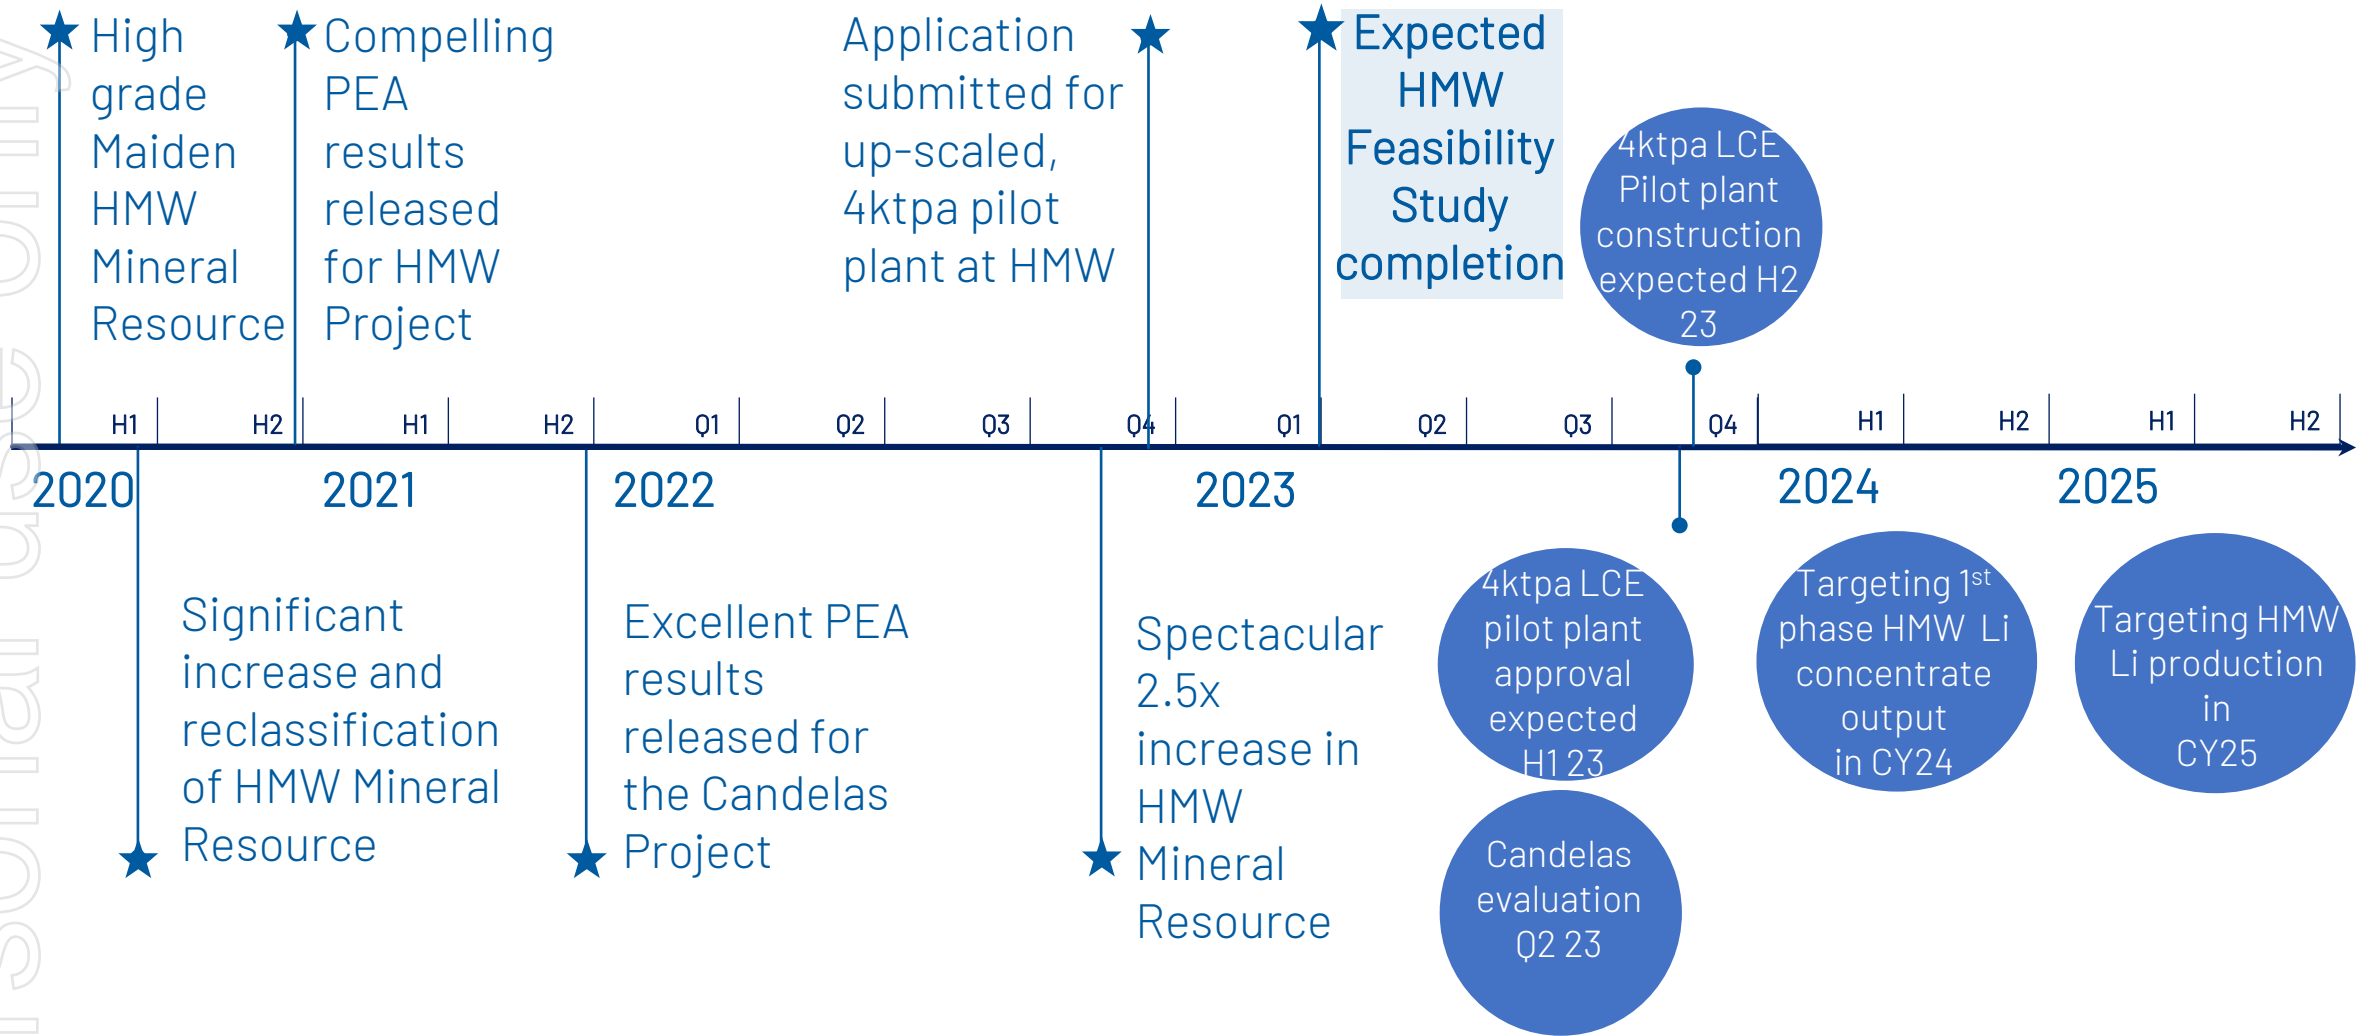 High
grade
Maiden
HMW
Mineral
Resource
Compelling
PEA
results
released
for HMW
Project
Application
submitted for
up-scaled,
4ktpa pilot
plant at HMW
Expected
HMW
Feasibility
Study
completion
4ktpa LCE
Pilot plant
construction
expected H2
23
H1 H2 H1 H2 Q1 Q2 Q3 Q4 Q1 Q2 Q3 Q4 H1 H2 H1 H2
2020 2021 2022 2023 2024 2025
Significant
increase and
reclassification
of HMW Mineral
Resource
Excellent PEA
results
released for
the Candelas
Project
Spectacular
2.5x
increase in
HMW
Mineral
Resource
4ktpa LCE
pilot plant
approval
expected
H1 23
Candelas
evaluation
Q2 23
Targeting 1st
phase HMW Li
concentrate
output
in CY24
Targeting HMW
Li production
in
CY25
rsonal use only